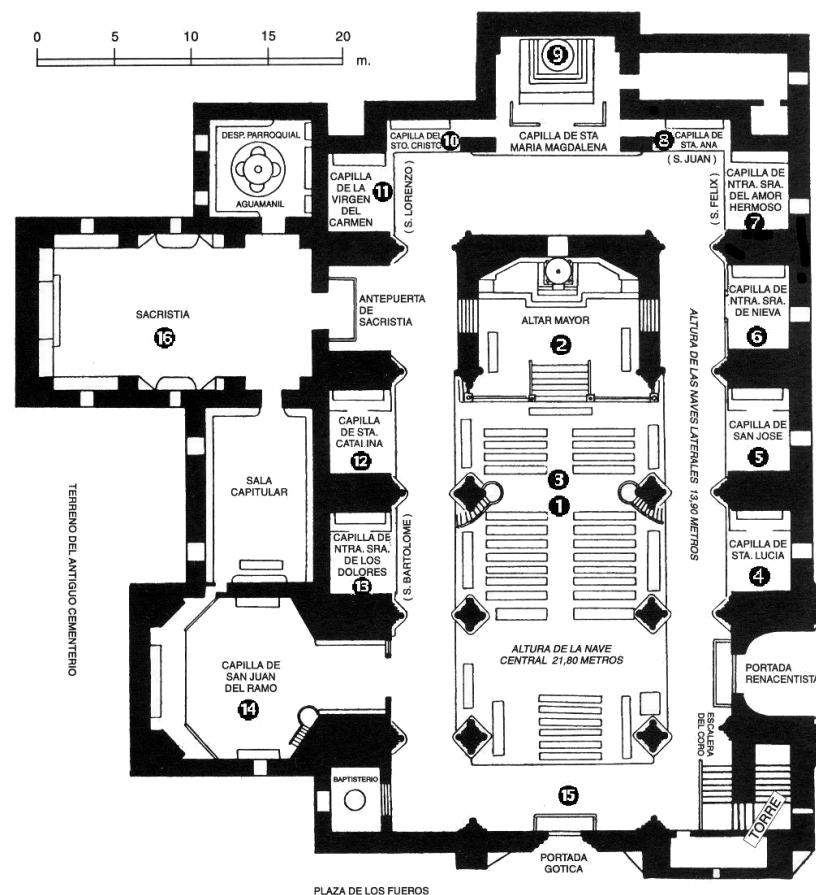 0 5 10 15 20
m.
9
DESP. PARROQUIAL
AGUAMANIL
CAPILLA DEL
STO. CRISTO
10
CAPILLA DE STA
MARIA MAGDALENA
8
CAPILLA DE
STA. ANA
(S. JUAN)
CAPILLA
DE LA
VIRGEN
DEL
CARMEN
11
(S. LORENZO)
(S. FELIX)
CAPILLA DE
NTRA. SRA.
DEL AMOR
HERMOSO
7
SACRISTIA
16
ANTEPUERTA
DE
SACRISTIA
ALTAR MAYOR
2
CAPILLA DE
NTRA. SRA.
DE NIEVA
6
ALTURA DE LAS NAVES LATERALES 13,90 METROS
CAPILLA
DE STA.
CATALINA
12
CAPILLA DE
SAN JOSE
5
SALA
CAPITULAR
3
1
TERRENO DEL ANTIGUO CEMENTERIO
CAPILLA DE
NTRA. SRA.
DE LOS
DOLORES
13
(S. BARTOLOME)
CAPILLA DE
STA. LUCIA
4
CAPILLA DE
SAN JUAN
DEL RAMO
14
ALTURA DE LA NAVE
CENTRAL 21,80 METROS
PORTADA
RENACENTISTA
ESCALERA
DEL CORO
BAPTISTERIO
15
TORRE
PORTADA
GOTICA
PLAZA DE LOS FUEROS